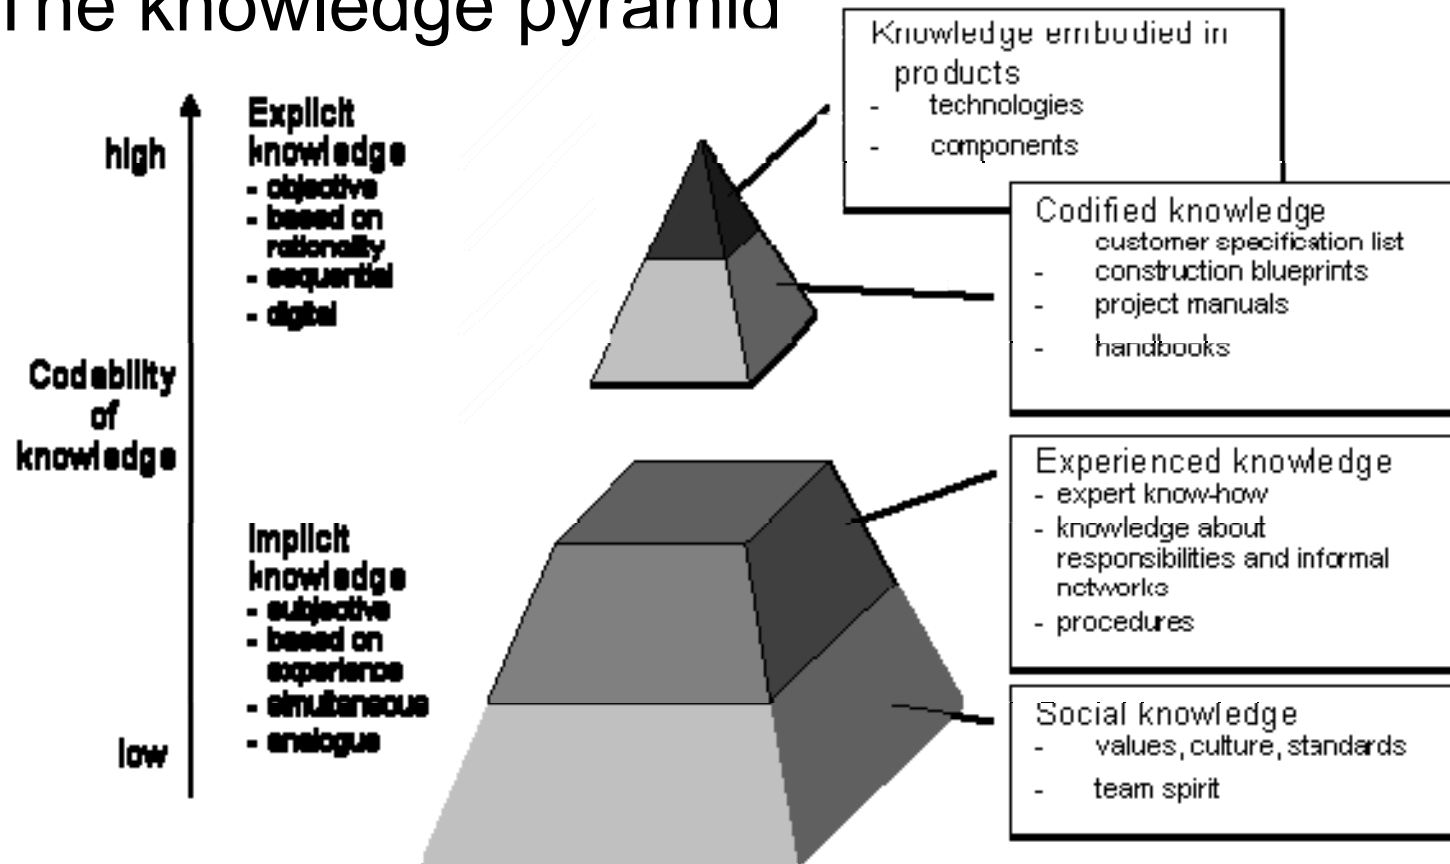 The knowledge pyramid
high
Codability
of
knowledge
low
Explicit
knowledge
- objective
- based on
rationality
- sequential
- digital
Implicit
knowledge
- subjective
- based on
experience
- simultaneous
- analogue
Knowledge embodied in
products
- technologies
- components
Codified knowledge
customer specification list
- construction blueprints
- project manuals
- handbooks
Experienced knowledge
- expert know-how
- knowledge about
responsibilities and informal
networks
- procedures
Social knowledge
- values, culture, standards
- team spirit